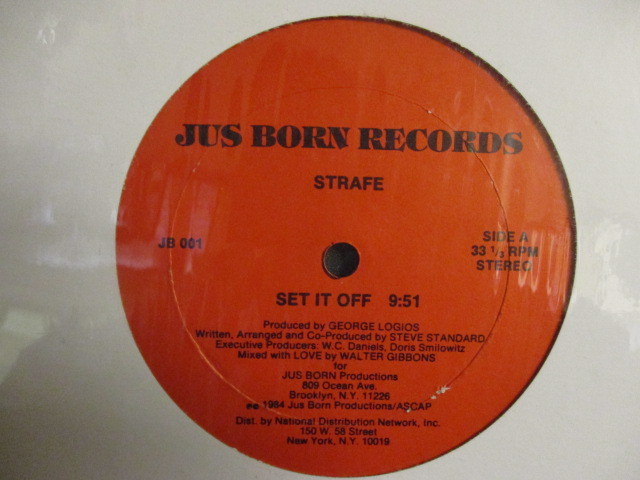 JUS BORN RECORDS
STRAFE
JB 001
SIDE A
33 1/3 RPM
STEREO
SET IT OFF 9:51
Produced by GEORGE LOGIOS
Written, Arranged and Co-Produced by STEVE STANDARD
Executive Producers: W.C. Daniels, Doris Smilowitz
Mixed with LOVE by WALTER GIBBONS
for
JUS BORN Productions
809 Ocean Ave.
Brooklyn, N.Y. 11226
℗© 1984 Jus Born Productions/ASCAP
Dist. by National Distribution Network, Inc.
150 W. 58 Street
New York, N.Y. 10019